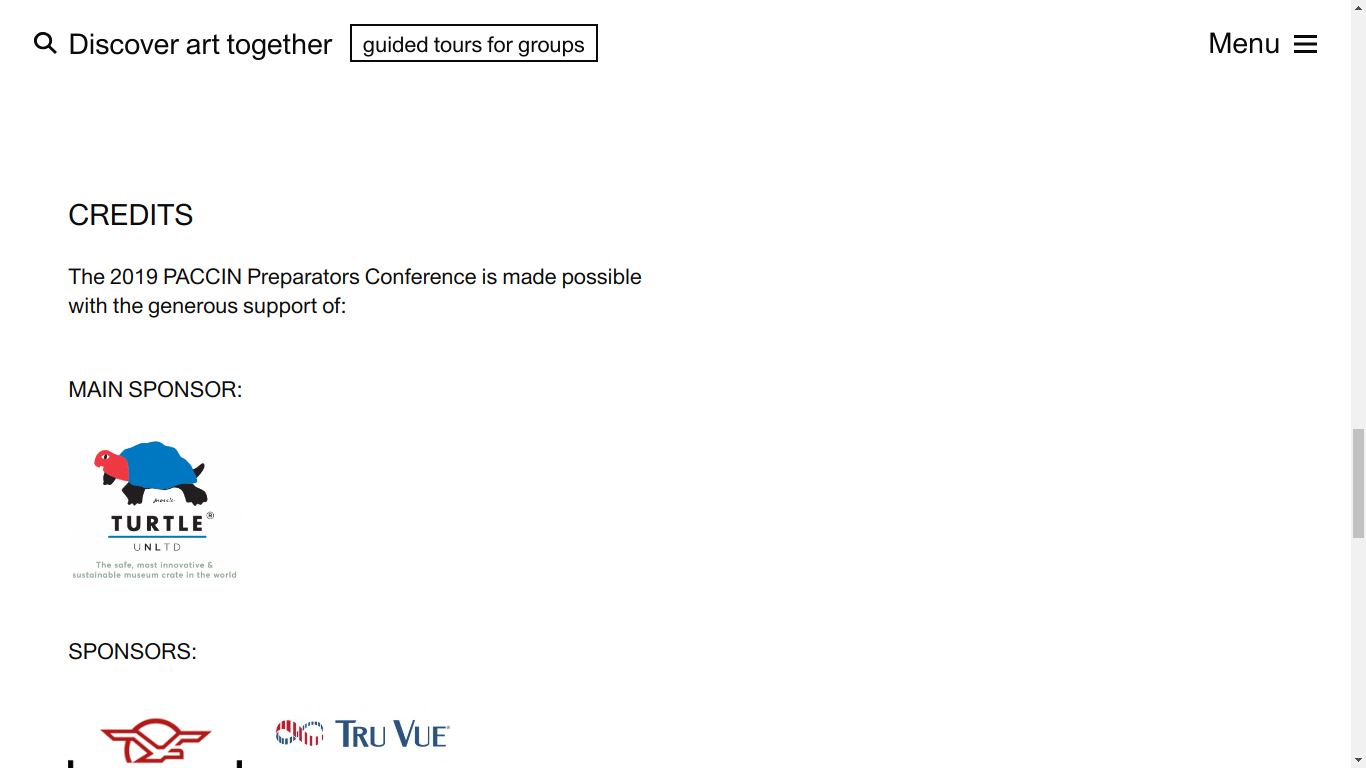 Discover art together
guided tours for groups
Menu
CREDITS
The 2019 PACCIN Preparators Conference is made possible
with the generous support of:
MAIN SPONSOR:
TURTLE®
UNLTD
The safe, most innovative &
sustainable museum crate in the world
SPONSORS:
TRU VUE®